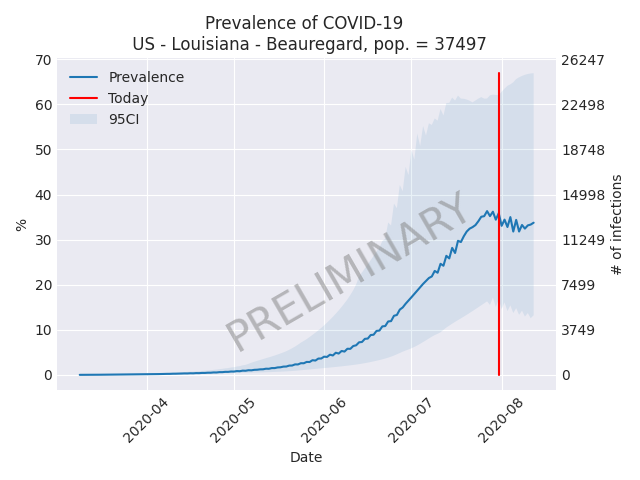 Prevalence of COVID-19
US - Louisiana - Beauregard, pop. = 37497
70
60
50
40
30
20
10
0
%
26247
22498
18748
14998
11249
7499
3749
0
# of infections
Prevalence
Today
95CI
PRELIMINARY
2020-04
2020-05
2020-06
2020-07
2020-08
Date